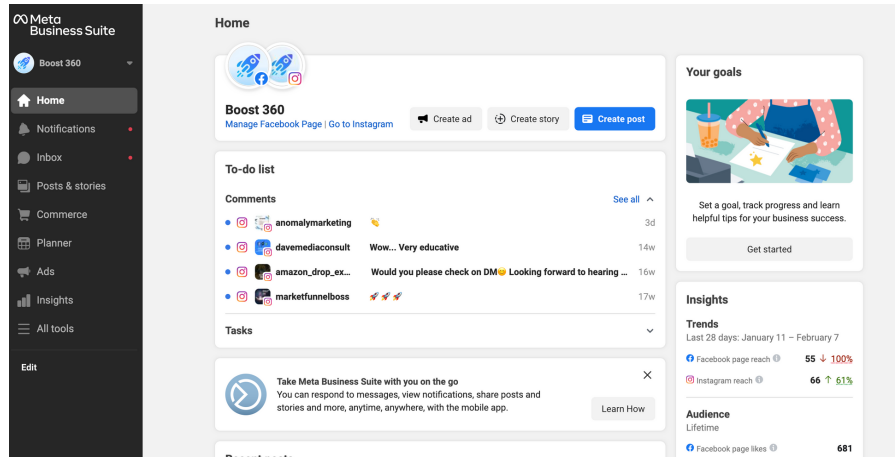 Meta
Business Suite
Boost 360
Home
Notifications
Inbox
Posts & stories
Commerce
Planner
Ads
Insights
All tools
Edit
Home
Boost 360
Manage Facebook Page | Go to Instagram
Create ad
Create story
Create post
To-do list
Comments
See all
anomalymarketing 👏 3d
davemediaconsult Wow... Very educative 14w
amazon_drop_ex... Would you please check on DM😊 Looking forward to hearing ... 16w
marketfunnelboss 🚀 🚀 🚀 17w
Tasks
Take Meta Business Suite with you on the go
You can respond to messages, view notifications, share posts and
stories and more, anytime, anywhere, with the mobile app.
Learn How
Your goals
Set a goal, track progress and learn
helpful tips for your business success.
Get started
Insights
Trends
Last 28 days: January 11 – February 7
Facebook page reach 55 ↓ 100%
Instagram reach 66 ↑ 61%
Audience
Lifetime
Facebook page likes 681